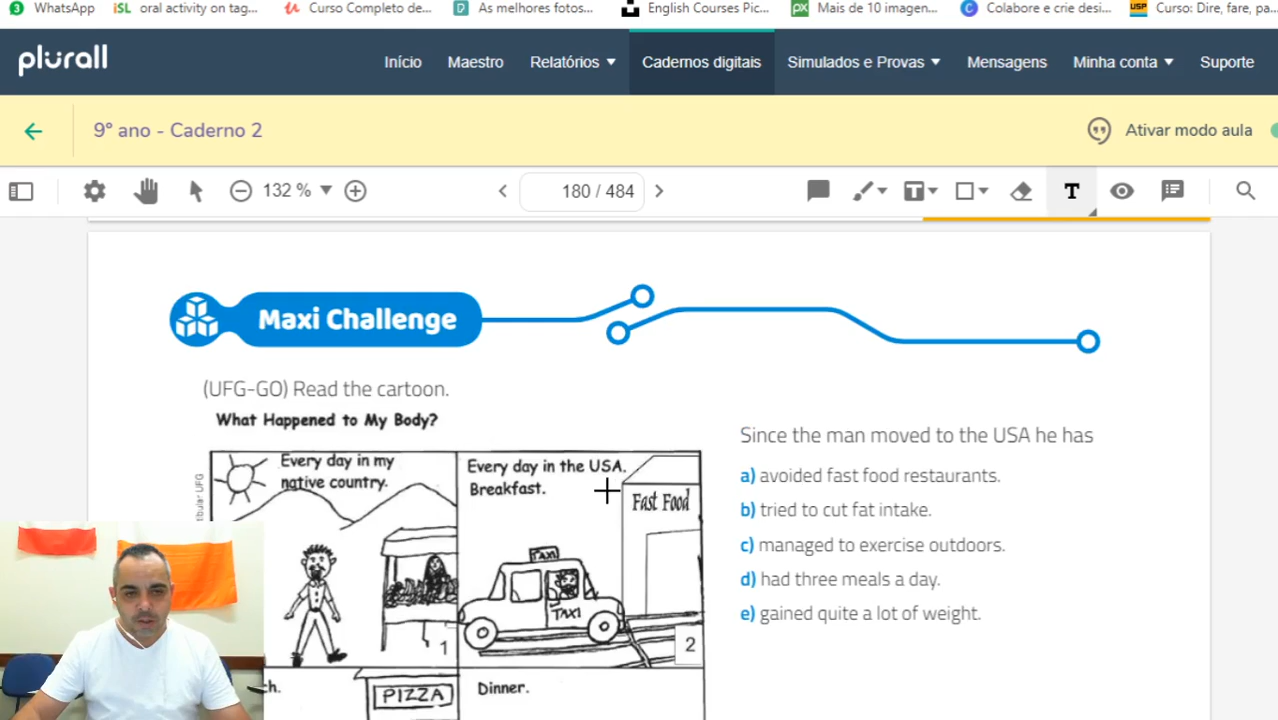 WhatsApp oral activity on tag... Curso Completo de... As melhores fotos... English Courses Pic... Mais de 10 imagen... Colabore e crie desi... Curso: Dire, fare, pa...
plurall
Início Maestro Relatórios Cadernos digitais Simulados e Provas Mensagens Minha conta Suporte
9º ano - Caderno 2
Ativar modo aula
132 % 180 / 484
Maxi Challenge
(UFG-GO) Read the cartoon.
What Happened to My Body?
Every day in my
native country.
1
Every day in the USA.
Breakfast.
Fast Food
TAXI
TAXI
2
PIZZA
Dinner.
Since the man moved to the USA he has
a) avoided fast food restaurants.
b) tried to cut fat intake.
c) managed to exercise outdoors.
d) had three meals a day.
e) gained quite a lot of weight.